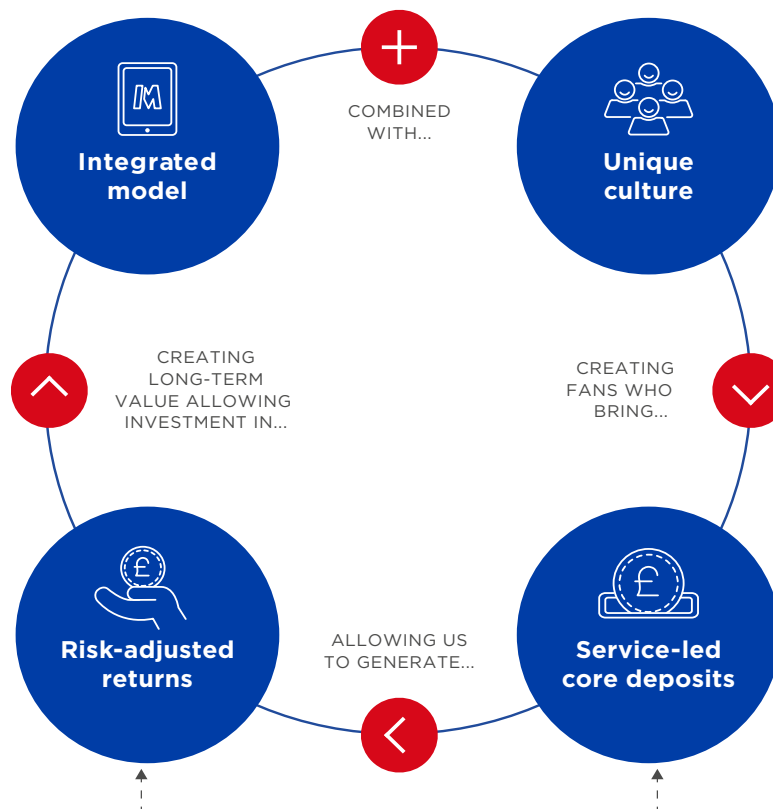 COMBINED
WITH...
Integrated
model
Unique
culture
CREATING
FANS WHO
BRING...
Service-led
core deposits
ALLOWING US
TO GENERATE...
Risk-adjusted
returns
CREATING
LONG-TERM
VALUE ALLOWING
INVESTMENT IN...
M
£
£